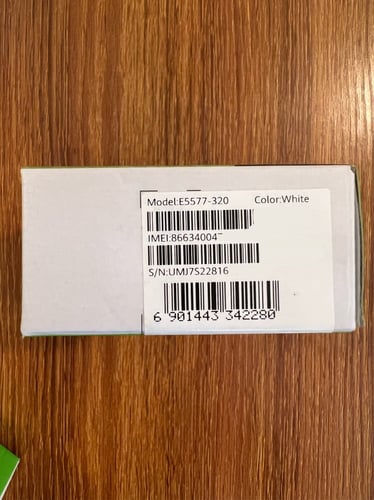 Model:E5577-320 Color:White
IMEI:86634004
S/N:UMJ7S22816
6 901443 342280